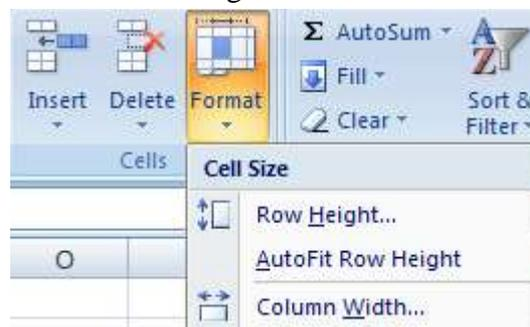 Σ AutoSum
Fill
Clear
Insert Delete Format
Sort &
Filter
Cells
Cell Size
Row Height...
AutoFit Row Height
Column Width...
O